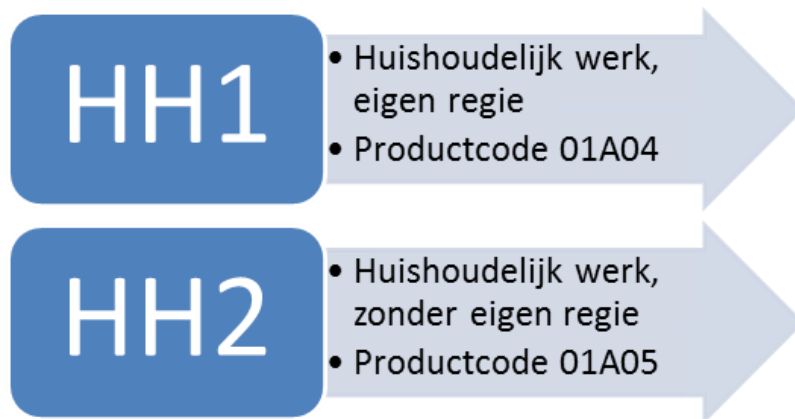 HH1
• Huishoudelijk werk,
eigen regie
• Productcode 01A04
HH2
• Huishoudelijk werk,
zonder eigen regie
• Productcode 01A05